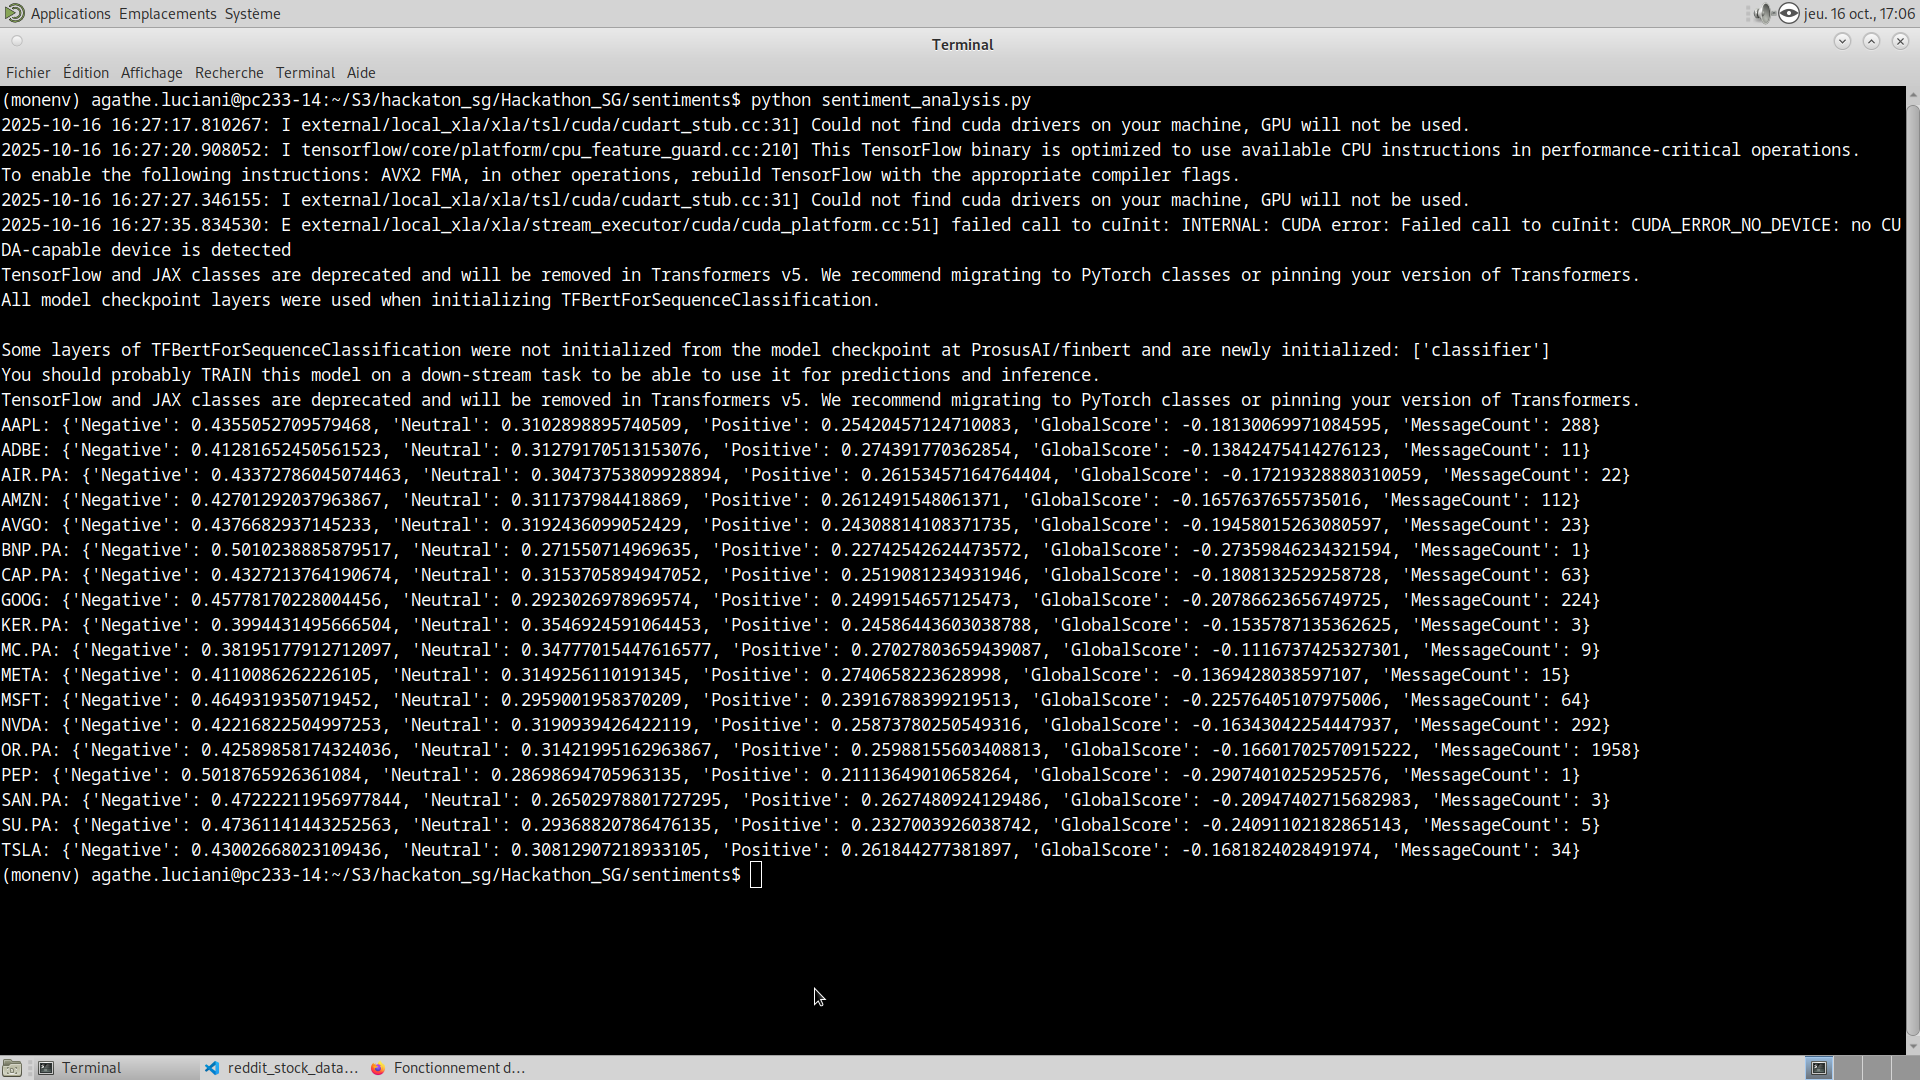 Applications Emplacements Système
jeu. 16 oct., 17:06
Terminal
Fichier Édition Affichage Recherche Terminal Aide
(monenv) agathe.luciani@pc233-14:~/S3/hackaton_sg/Hackathon_SG/sentiments$ python sentiment_analysis.py
2025-10-16 16:27:17.810267: I external/local_xla/xla/tsl/cuda/cudart_stub.cc:31] Could not find cuda drivers on your machine, GPU will not be used.
2025-10-16 16:27:20.908052: I tensorflow/core/platform/cpu_feature_guard.cc:210] This TensorFlow binary is optimized to use available CPU instructions in performance-critical operations.
To enable the following instructions: AVX2 FMA, in other operations, rebuild TensorFlow with the appropriate compiler flags.
2025-10-16 16:27:27.346155: I external/local_xla/xla/tsl/cuda/cudart_stub.cc:31] Could not find cuda drivers on your machine, GPU will not be used.
2025-10-16 16:27:35.834530: E external/local_xla/xla/stream_executor/cuda/cuda_platform.cc:51] failed call to cuInit: INTERNAL: CUDA error: Failed call to cuInit: CUDA_ERROR_NO_DEVICE: no CU
DA-capable device is detected
TensorFlow and JAX classes are deprecated and will be removed in Transformers v5. We recommend migrating to PyTorch classes or pinning your version of Transformers.
All model checkpoint layers were used when initializing TFBertForSequenceClassification.
Some layers of TFBertForSequenceClassification were not initialized from the model checkpoint at ProsusAI/finbert and are newly initialized: ['classifier']
You should probably TRAIN this model on a down-stream task to be able to use it for predictions and inference.
TensorFlow and JAX classes are deprecated and will be removed in Transformers v5. We recommend migrating to PyTorch classes or pinning your version of Transformers.
AAPL: {'Negative': 0.4355052709579468, 'Neutral': 0.3102898895740509, 'Positive': 0.25420457124710083, 'GlobalScore': -0.18130069971084595, 'MessageCount': 288}
ADBE: {'Negative': 0.41281652450561523, 'Neutral': 0.31279170513153076, 'Positive': 0.274391770362854, 'GlobalScore': -0.13842475414276123, 'MessageCount': 11}
AIR.PA: {'Negative': 0.43372786045074463, 'Neutral': 0.30473753809928894, 'Positive': 0.26153457164764404, 'GlobalScore': -0.17219328880310059, 'MessageCount': 22}
AMZN: {'Negative': 0.42701292037963867, 'Neutral': 0.311737984418869, 'Positive': 0.2612491548061371, 'GlobalScore': -0.1657637655735016, 'MessageCount': 112}
AVGO: {'Negative': 0.4376682937145233, 'Neutral': 0.3192436099052429, 'Positive': 0.24308814108371735, 'GlobalScore': -0.19458015263080597, 'MessageCount': 23}
BNP.PA: {'Negative': 0.5010238885879517, 'Neutral': 0.271550714969635, 'Positive': 0.22742542624473572, 'GlobalScore': -0.27359846234321594, 'MessageCount': 1}
CAP.PA: {'Negative': 0.4327213764190674, 'Neutral': 0.3153705894947052, 'Positive': 0.2519081234931946, 'GlobalScore': -0.1808132529258728, 'MessageCount': 63}
GOOG: {'Negative': 0.45778170228004456, 'Neutral': 0.2923026978969574, 'Positive': 0.2499154657125473, 'GlobalScore': -0.20786623656749725, 'MessageCount': 224}
KER.PA: {'Negative': 0.3994431495666504, 'Neutral': 0.3546924591064453, 'Positive': 0.24586443603038788, 'GlobalScore': -0.1535787135362625, 'MessageCount': 3}
MC.PA: {'Negative': 0.38195177912712097, 'Neutral': 0.34777015447616577, 'Positive': 0.27027803659439087, 'GlobalScore': -0.1116737425327301, 'MessageCount': 9}
META: {'Negative': 0.4110086262226105, 'Neutral': 0.3149256110191345, 'Positive': 0.2740658223628998, 'GlobalScore': -0.1369428038597107, 'MessageCount': 15}
MSFT: {'Negative': 0.4649319350719452, 'Neutral': 0.2959001958370209, 'Positive': 0.23916788399219513, 'GlobalScore': -0.22576405107975006, 'MessageCount': 64}
NVDA: {'Negative': 0.42216822504997253, 'Neutral': 0.3190939426422119, 'Positive': 0.25873780250549316, 'GlobalScore': -0.16343042254447937, 'MessageCount': 292}
OR.PA: {'Negative': 0.42589858174324036, 'Neutral': 0.31421995162963867, 'Positive': 0.25988155603408813, 'GlobalScore': -0.16601702570915222, 'MessageCount': 1958}
PEP: {'Negative': 0.5018765926361084, 'Neutral': 0.28698694705963135, 'Positive': 0.21113649010658264, 'GlobalScore': -0.29074010252952576, 'MessageCount': 1}
SAN.PA: {'Negative': 0.47222211956977844, 'Neutral': 0.26502978801727295, 'Positive': 0.2627480924129486, 'GlobalScore': -0.20947402715682983, 'MessageCount': 3}
SU.PA: {'Negative': 0.47361141443252563, 'Neutral': 0.29368820786476135, 'Positive': 0.2327003926038742, 'GlobalScore': -0.24091102182865143, 'MessageCount': 5}
TSLA: {'Negative': 0.43002668023109436, 'Neutral': 0.30812907218933105, 'Positive': 0.261844277381897, 'GlobalScore': -0.1681824028491974, 'MessageCount': 34}
(monenv) agathe.luciani@pc233-14:~/S3/hackaton_sg/Hackathon_SG/sentiments$
Terminal
reddit_stock_data...
Fonctionnement d...